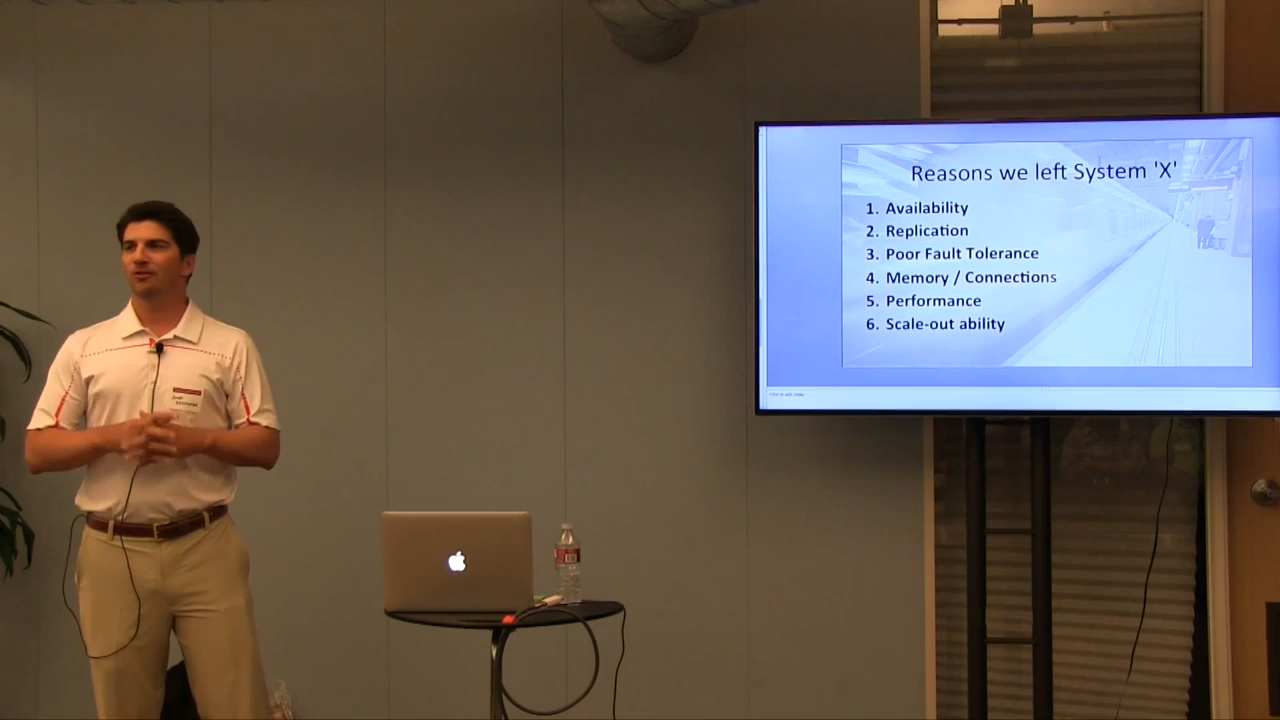 Reasons we left System 'X'
1. Availability
2. Replication
3. Poor Fault Tolerance
4. Memory / Connections
5. Performance
6. Scale-out ability